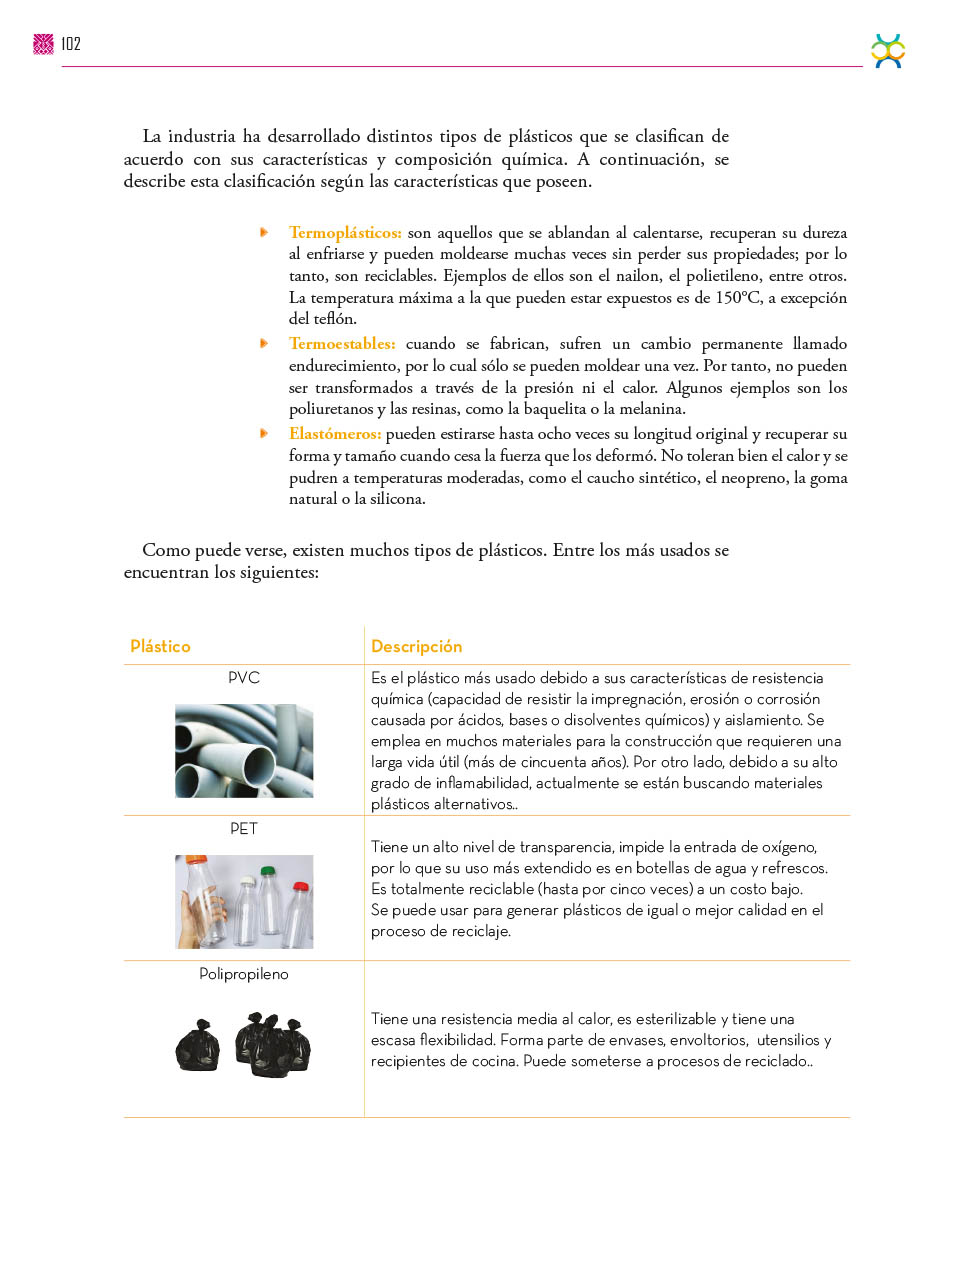 102
La industria ha desarrollado distintos tipos de plásticos que se clasifican de
acuerdo con sus características y composición química. A continuación, se
describe esta clasificación según las características que poseen.
Termoplásticos: son aquellos que se ablandan al calentarse, recuperan su dureza
al enfriarse y pueden moldearse muchas veces sin perder sus propiedades; por lo
tanto, son reciclables. Ejemplos de ellos son el nailon, el polietileno, entre otros.
La temperatura máxima a la que pueden estar expuestos es de 150°C, a excepción
del teflón.
Termoestables: cuando se fabrican, sufren un cambio permanente llamado
endurecimiento, por lo cual sólo se pueden moldear una vez. Por tanto, no pueden
ser transformados a través de la presión ni el calor. Algunos ejemplos son los
poliuretanos y las resinas, como la baquelita o la melanina.
Elastómeros: pueden estirarse hasta ocho veces su longitud original y recuperar su
forma y tamaño cuando cesa la fuerza que los deformó. No toleran bien el calor y se
pudren a temperaturas moderadas, como el caucho sintético, el neopreno, la goma
natural o la silicona.
Como puede verse, existen muchos tipos de plásticos. Entre los más usados se
encuentran los siguientes:
Plástico
Descripción
PVC
Es el plástico más usado debido a sus características de resistencia
química (capacidad de resistir la impregnación, erosión o corrosión
causada por ácidos, bases o disolventes químicos) y aislamiento. Se
emplea en muchos materiales para la construcción que requieren una
larga vida útil (más de cincuenta años). Por otro lado, debido a su alto
grado de inflamabilidad, actualmente se están buscando materiales
plásticos alternativos..
PET
Tiene un alto nivel de transparencia, impide la entrada de oxígeno,
por lo que su uso más extendido es en botellas de agua y refrescos.
Es totalmente reciclable (hasta por cinco veces) a un costo bajo.
Se puede usar para generar plásticos de igual o mejor calidad en el
proceso de reciclaje.
Polipropileno
Tiene una resistencia media al calor, es esterilizable y tiene una
escasa flexibilidad. Forma parte de envases, envoltorios, utensilios y
recipientes de cocina. Puede someterse a procesos de reciclado..